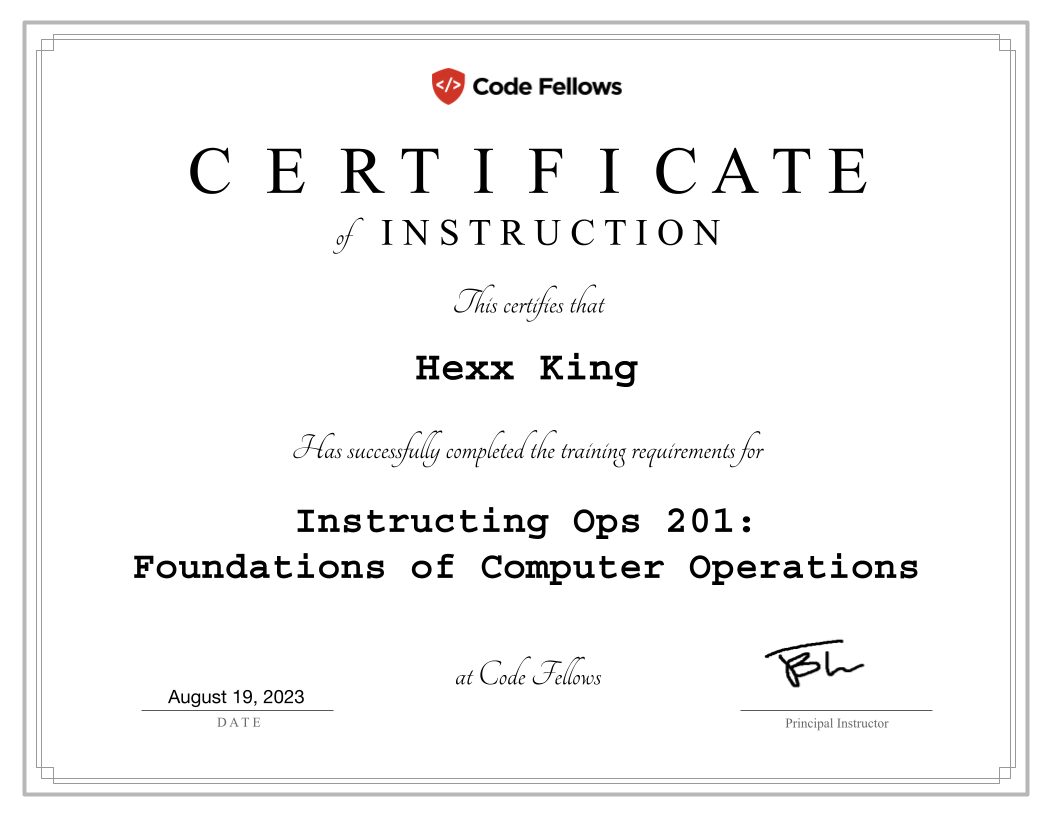 </> Code Fellows
CERTIFICATE
of INSTRUCTION
This certifies that
Hexx King
Has successfully completed the training requirements for
Instructing Ops 201:
Foundations of Computer Operations
at Code Fellows
August 19, 2023
DATE
Principal Instructor